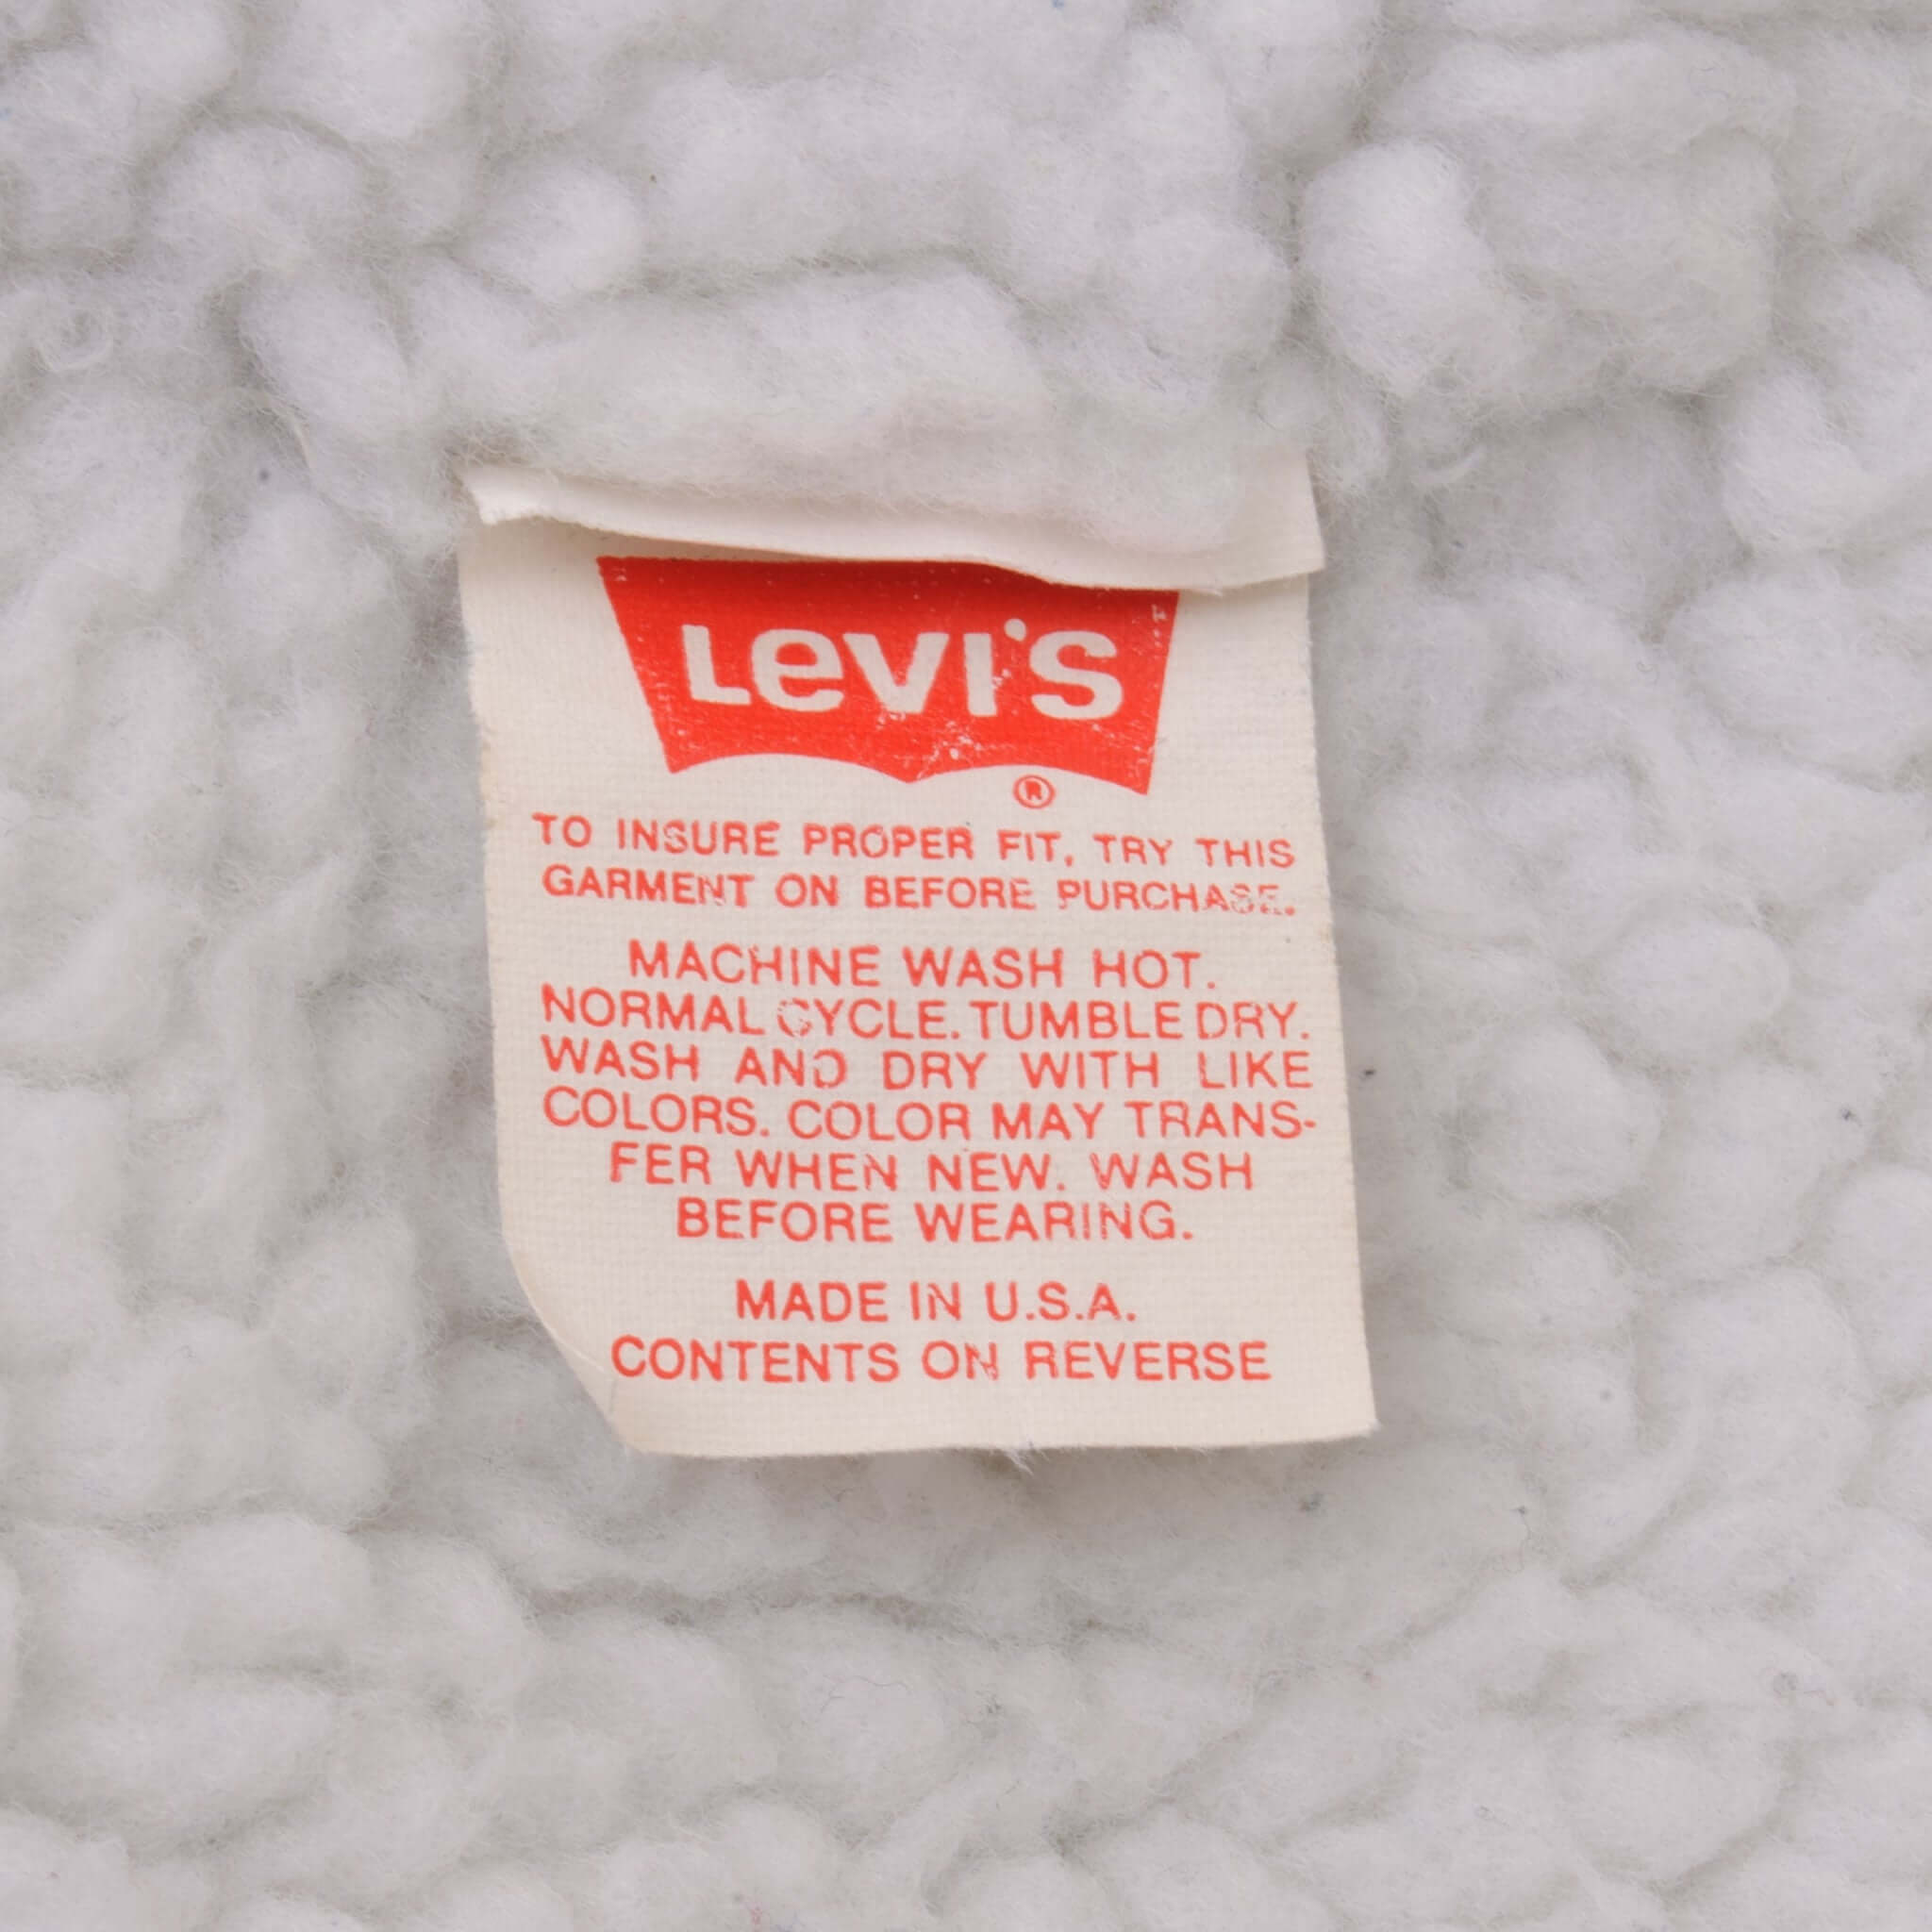 LEVI'S
®
TO INSURE PROPER FIT, TRY THIS
GARMENT ON BEFORE PURCHASE.
MACHINE WASH HOT.
NORMAL CYCLE. TUMBLE DRY.
WASH AND DRY WITH LIKE
COLORS. COLOR MAY TRANS-
FER WHEN NEW. WASH
BEFORE WEARING.
MADE IN U.S.A.
CONTENTS ON REVERSE